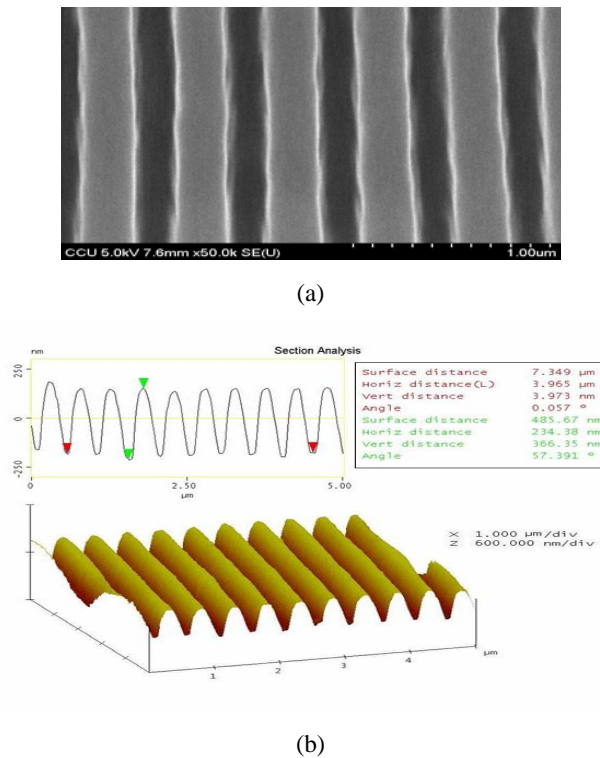 CCU 5.0kV 7.6mm x50.0k SE(U) 1.00um
(a)
Section Analysis
nm
250
0
-250
0 2.50 5.00
μm
Surface distance 7.349 μm
Horiz distance(L) 3.965 μm
Vert distance 3.973 nm
Angle 0.057 °
Surface distance 485.67 nm
Horiz distance 234.38 nm
Vert distance 366.35 nm
Angle 57.391 °
X 1.000 μm/div
Z 600.000 nm/div
1 2 3 4 μm
(b)